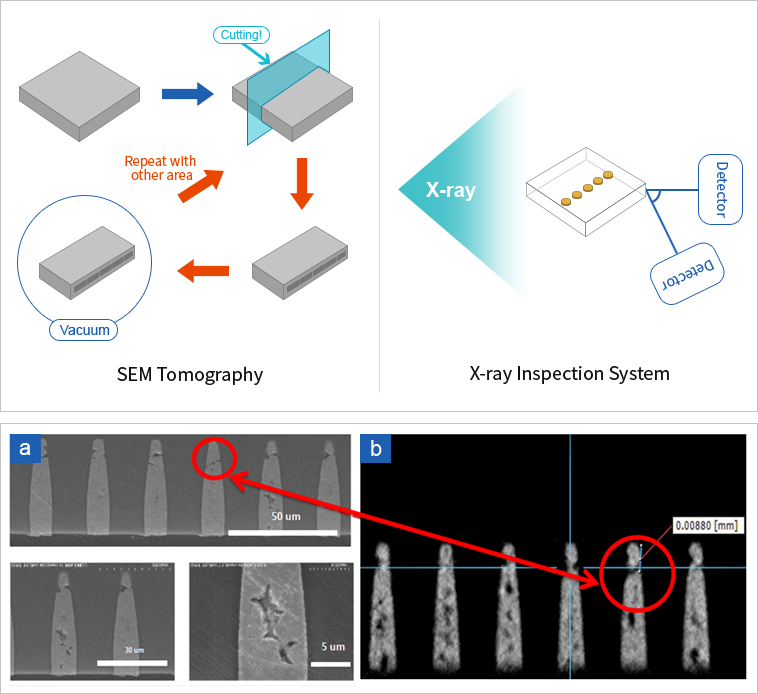 Cutting!
Repeat with
other area
Vacuum
SEM Tomography
X-ray
Detector
Detector
X-ray Inspection System
a
50 um
30 um
5 um
b
0.00880 [mm]